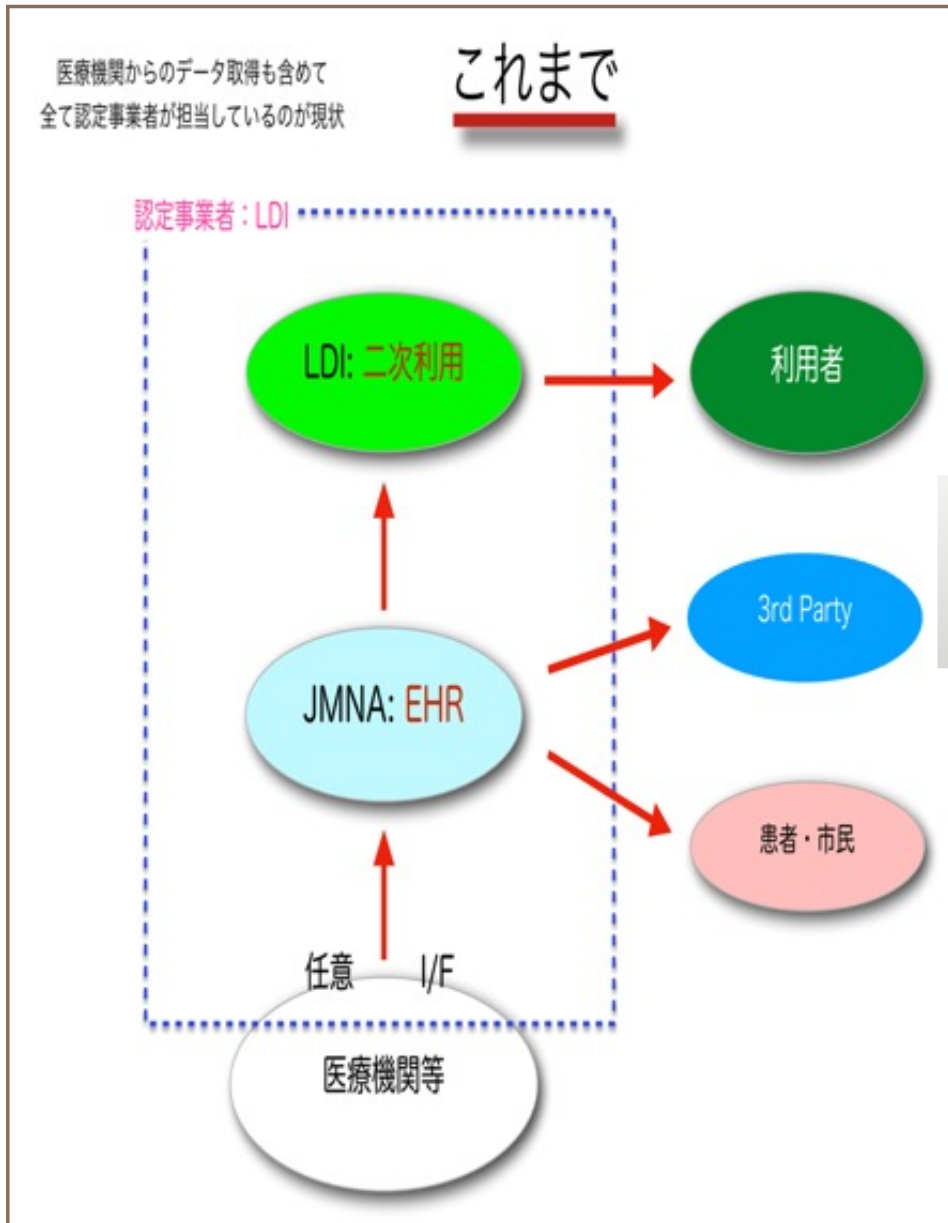 医療機関からのデータ取得も含めて
全て認定事業者が担当しているのが現状
これまで
認定事業者：LDI
LDI: 二次利用
利用者
3rd Party
JMNA: EHR
患者・市民
任意 I/F
医療機関等